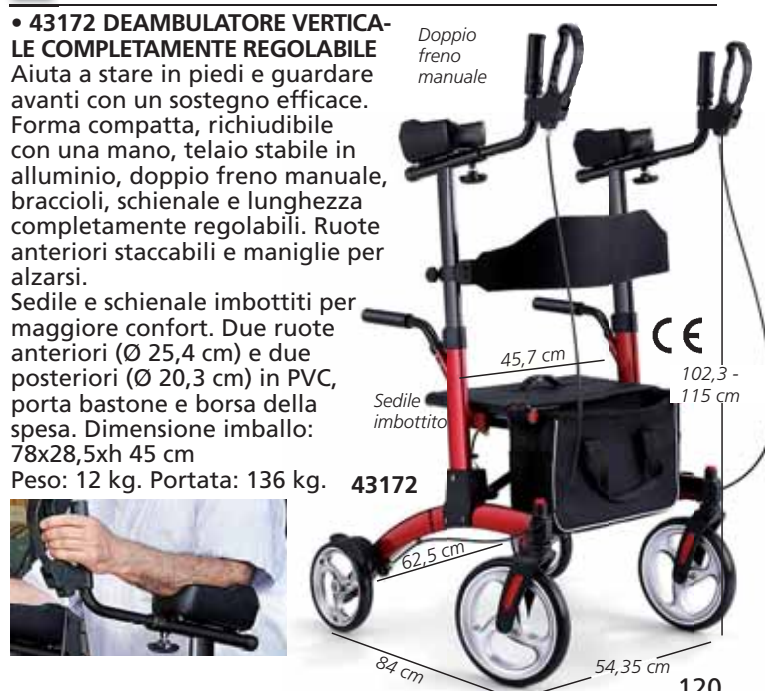 • 43172 DEAMBULATORE VERTICA-
LE COMPLETAMENTE REGOLABILE
Aiuta a stare in piedi e guardare
avanti con un sostegno efficace.
Forma compatta, richiudibile
con una mano, telaio stabile in
alluminio, doppio freno manuale,
braccioli, schienale e lunghezza
completamente regolabili. Ruote
anteriori staccabili e maniglie per
alzarsi.
Sedile e schienale imbottiti per
maggiore confort. Due ruote
anteriori (Ø 25,4 cm) e due
posteriori (Ø 20,3 cm) in PVC,
porta bastone e borsa della
spesa. Dimensione imballo:
78x28,5xh 45 cm
Peso: 12 kg. Portata: 136 kg.
Doppio
freno
manuale
CE
45,7 cm
102,3 -
115 cm
Sedile
imbottito
43172
62,5 cm
84 cm
54,35 cm
120